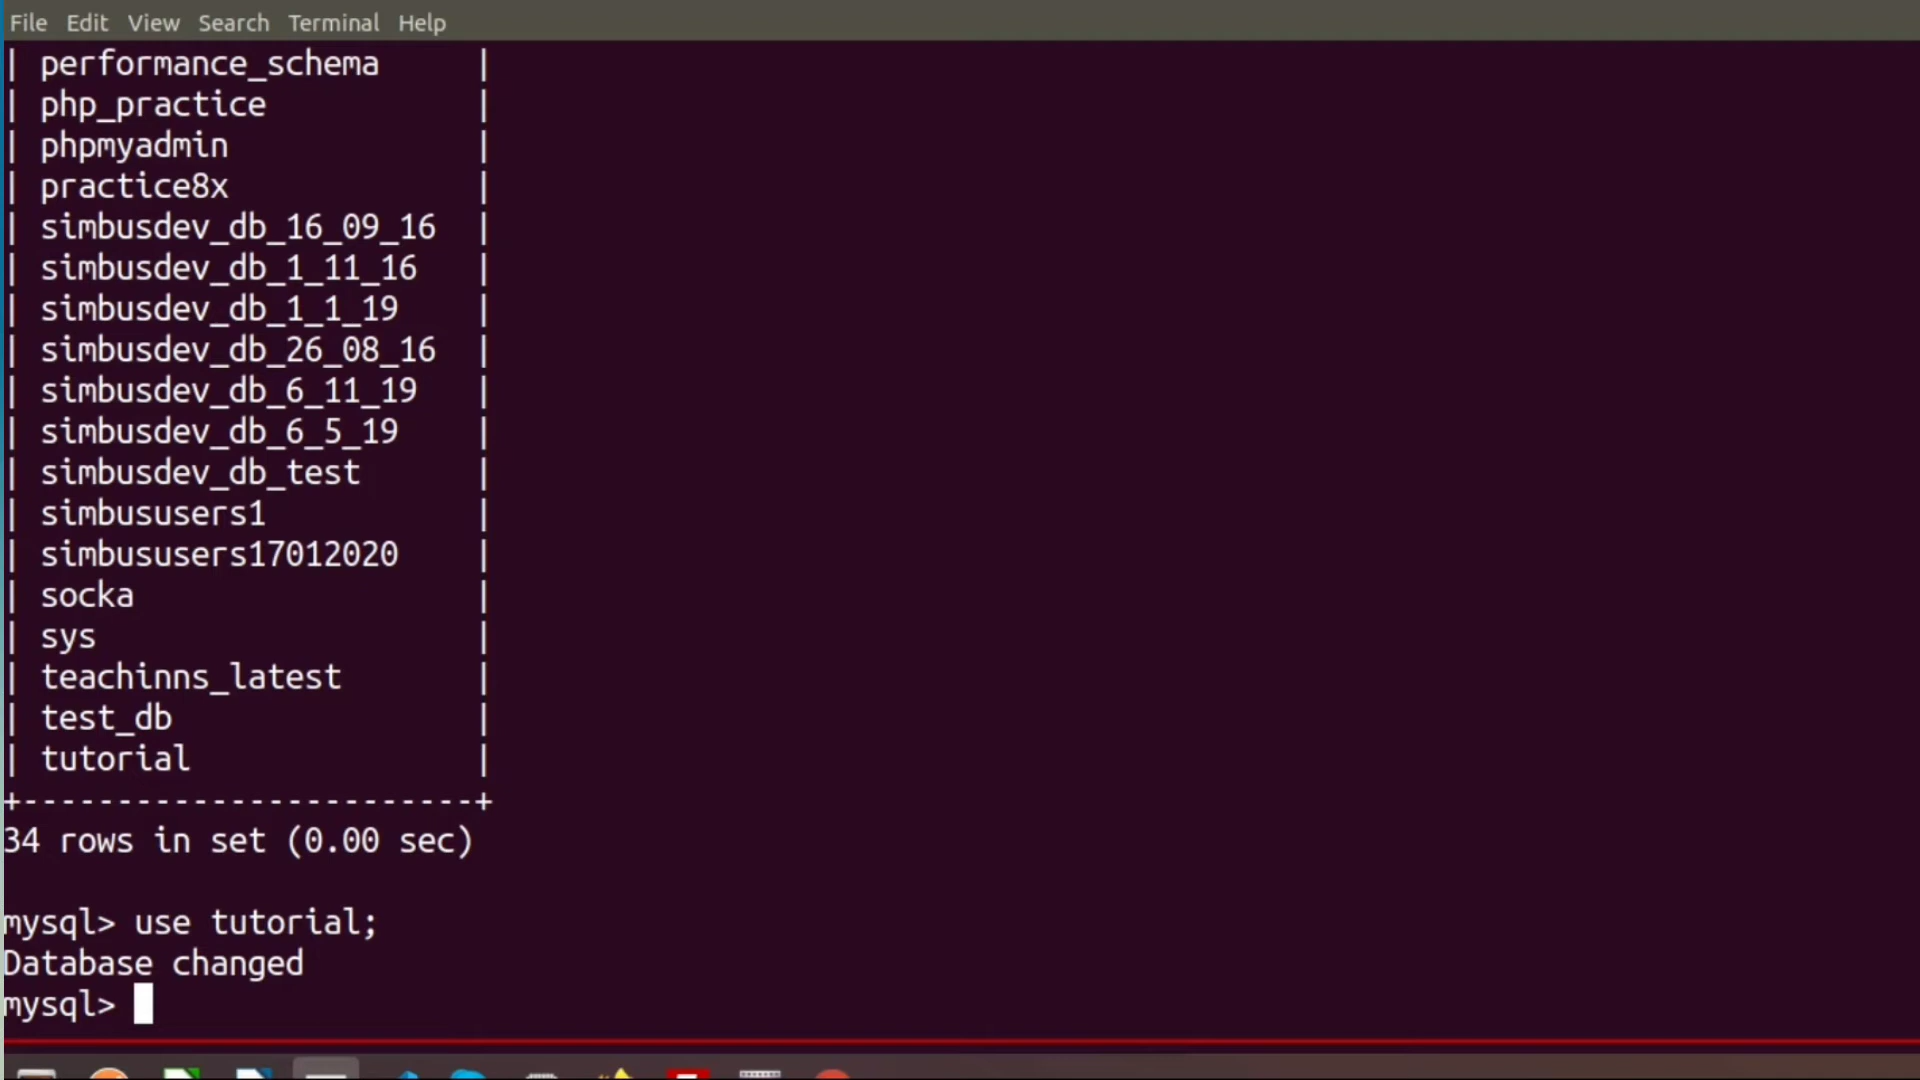 File Edit View Search Terminal Help
| performance_schema |
| php_practice |
| phpmyadmin |
| practice8x |
| simbusdev_db_16_09_16 |
| simbusdev_db_1_11_16 |
| simbusdev_db_1_1_19 |
| simbusdev_db_26_08_16 |
| simbusdev_db_6_11_19 |
| simbusdev_db_6_5_19 |
| simbusdev_db_test |
| simbususers1 |
| simbususers17012020 |
| socka |
| sys |
| teachinns_latest |
| test_db |
| tutorial |
+------------------------+
34 rows in set (0.00 sec)
mysql> use tutorial;
Database changed
mysql>